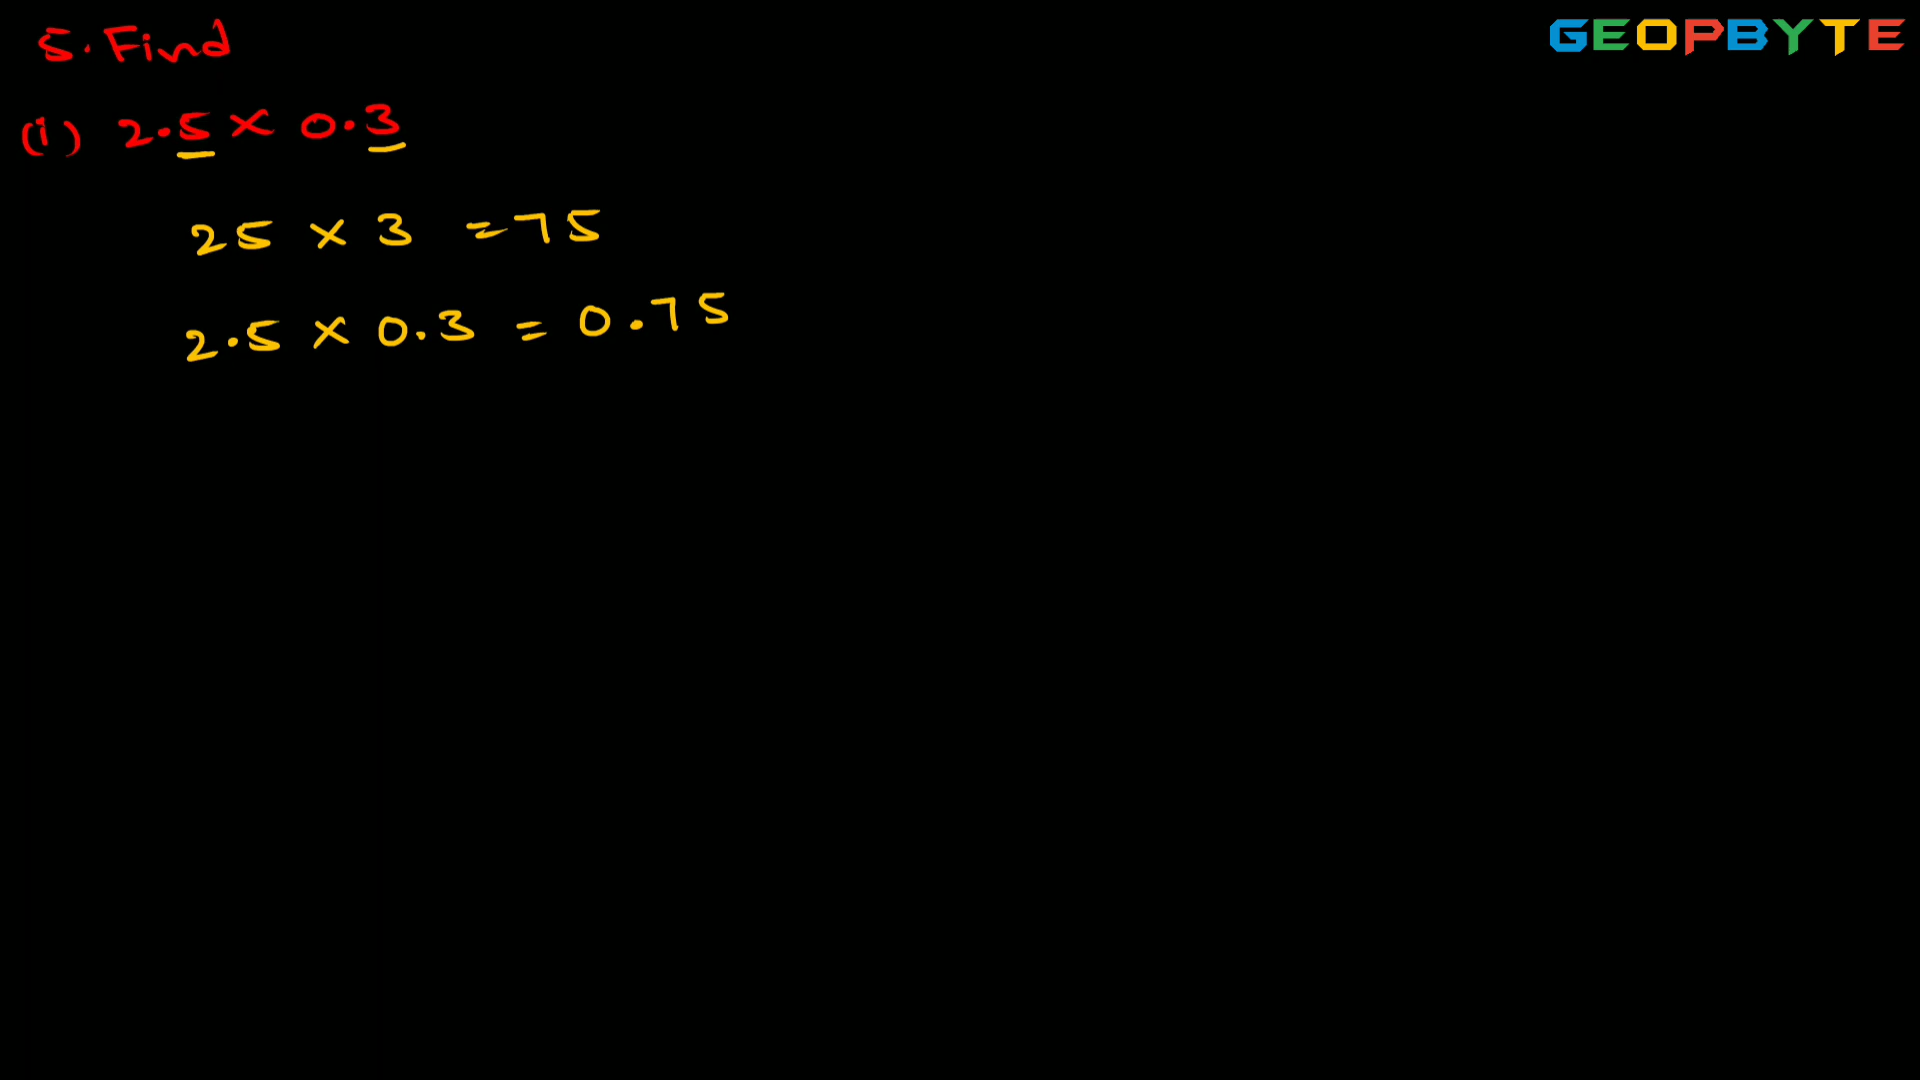 5. Find
GEOPBYTE
(i) 2.5 × 0.3
25 × 3 = 75
2.5 × 0.3 = 0.75